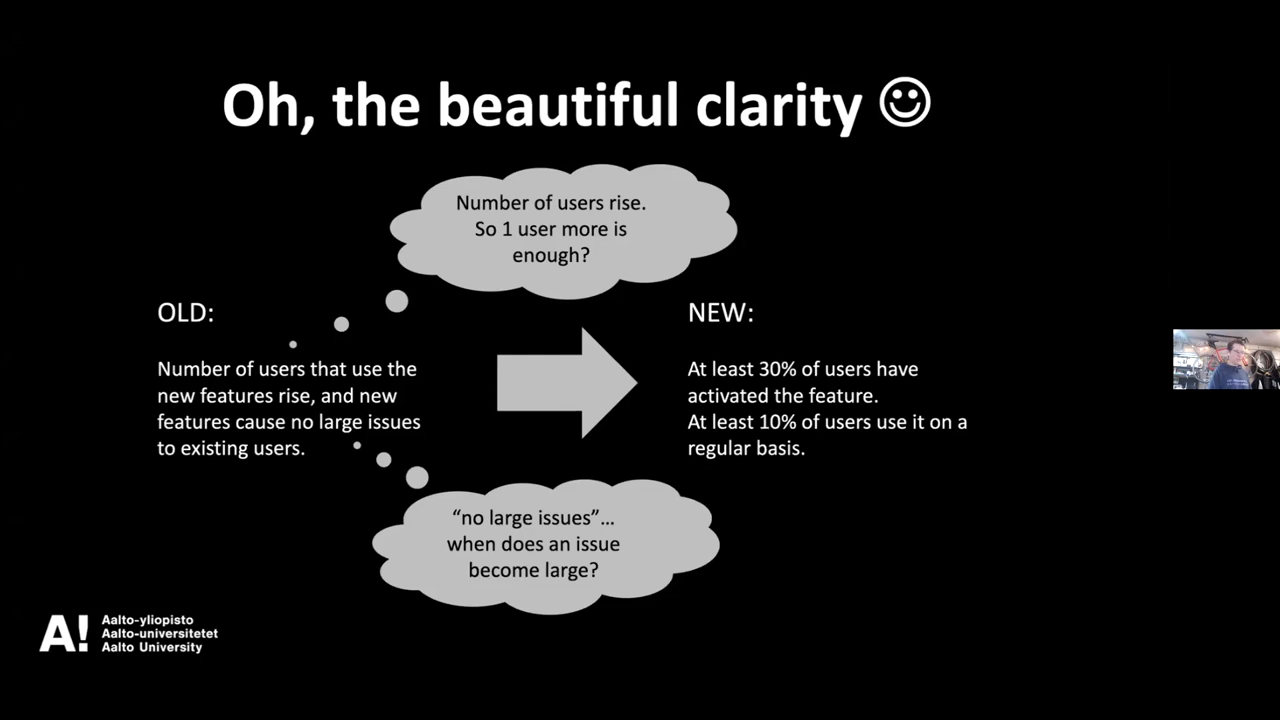 Oh, the beautiful clarity ☺
Number of users rise.
So 1 user more is
enough?
OLD:
Number of users that use the
new features rise, and new
features cause no large issues
to existing users.
NEW:
At least 30% of users have
activated the feature.
At least 10% of users use it on a
regular basis.
“no large issues”...
when does an issue
become large?
A!
Aalto-yliopisto
Aalto-universitetet
Aalto University